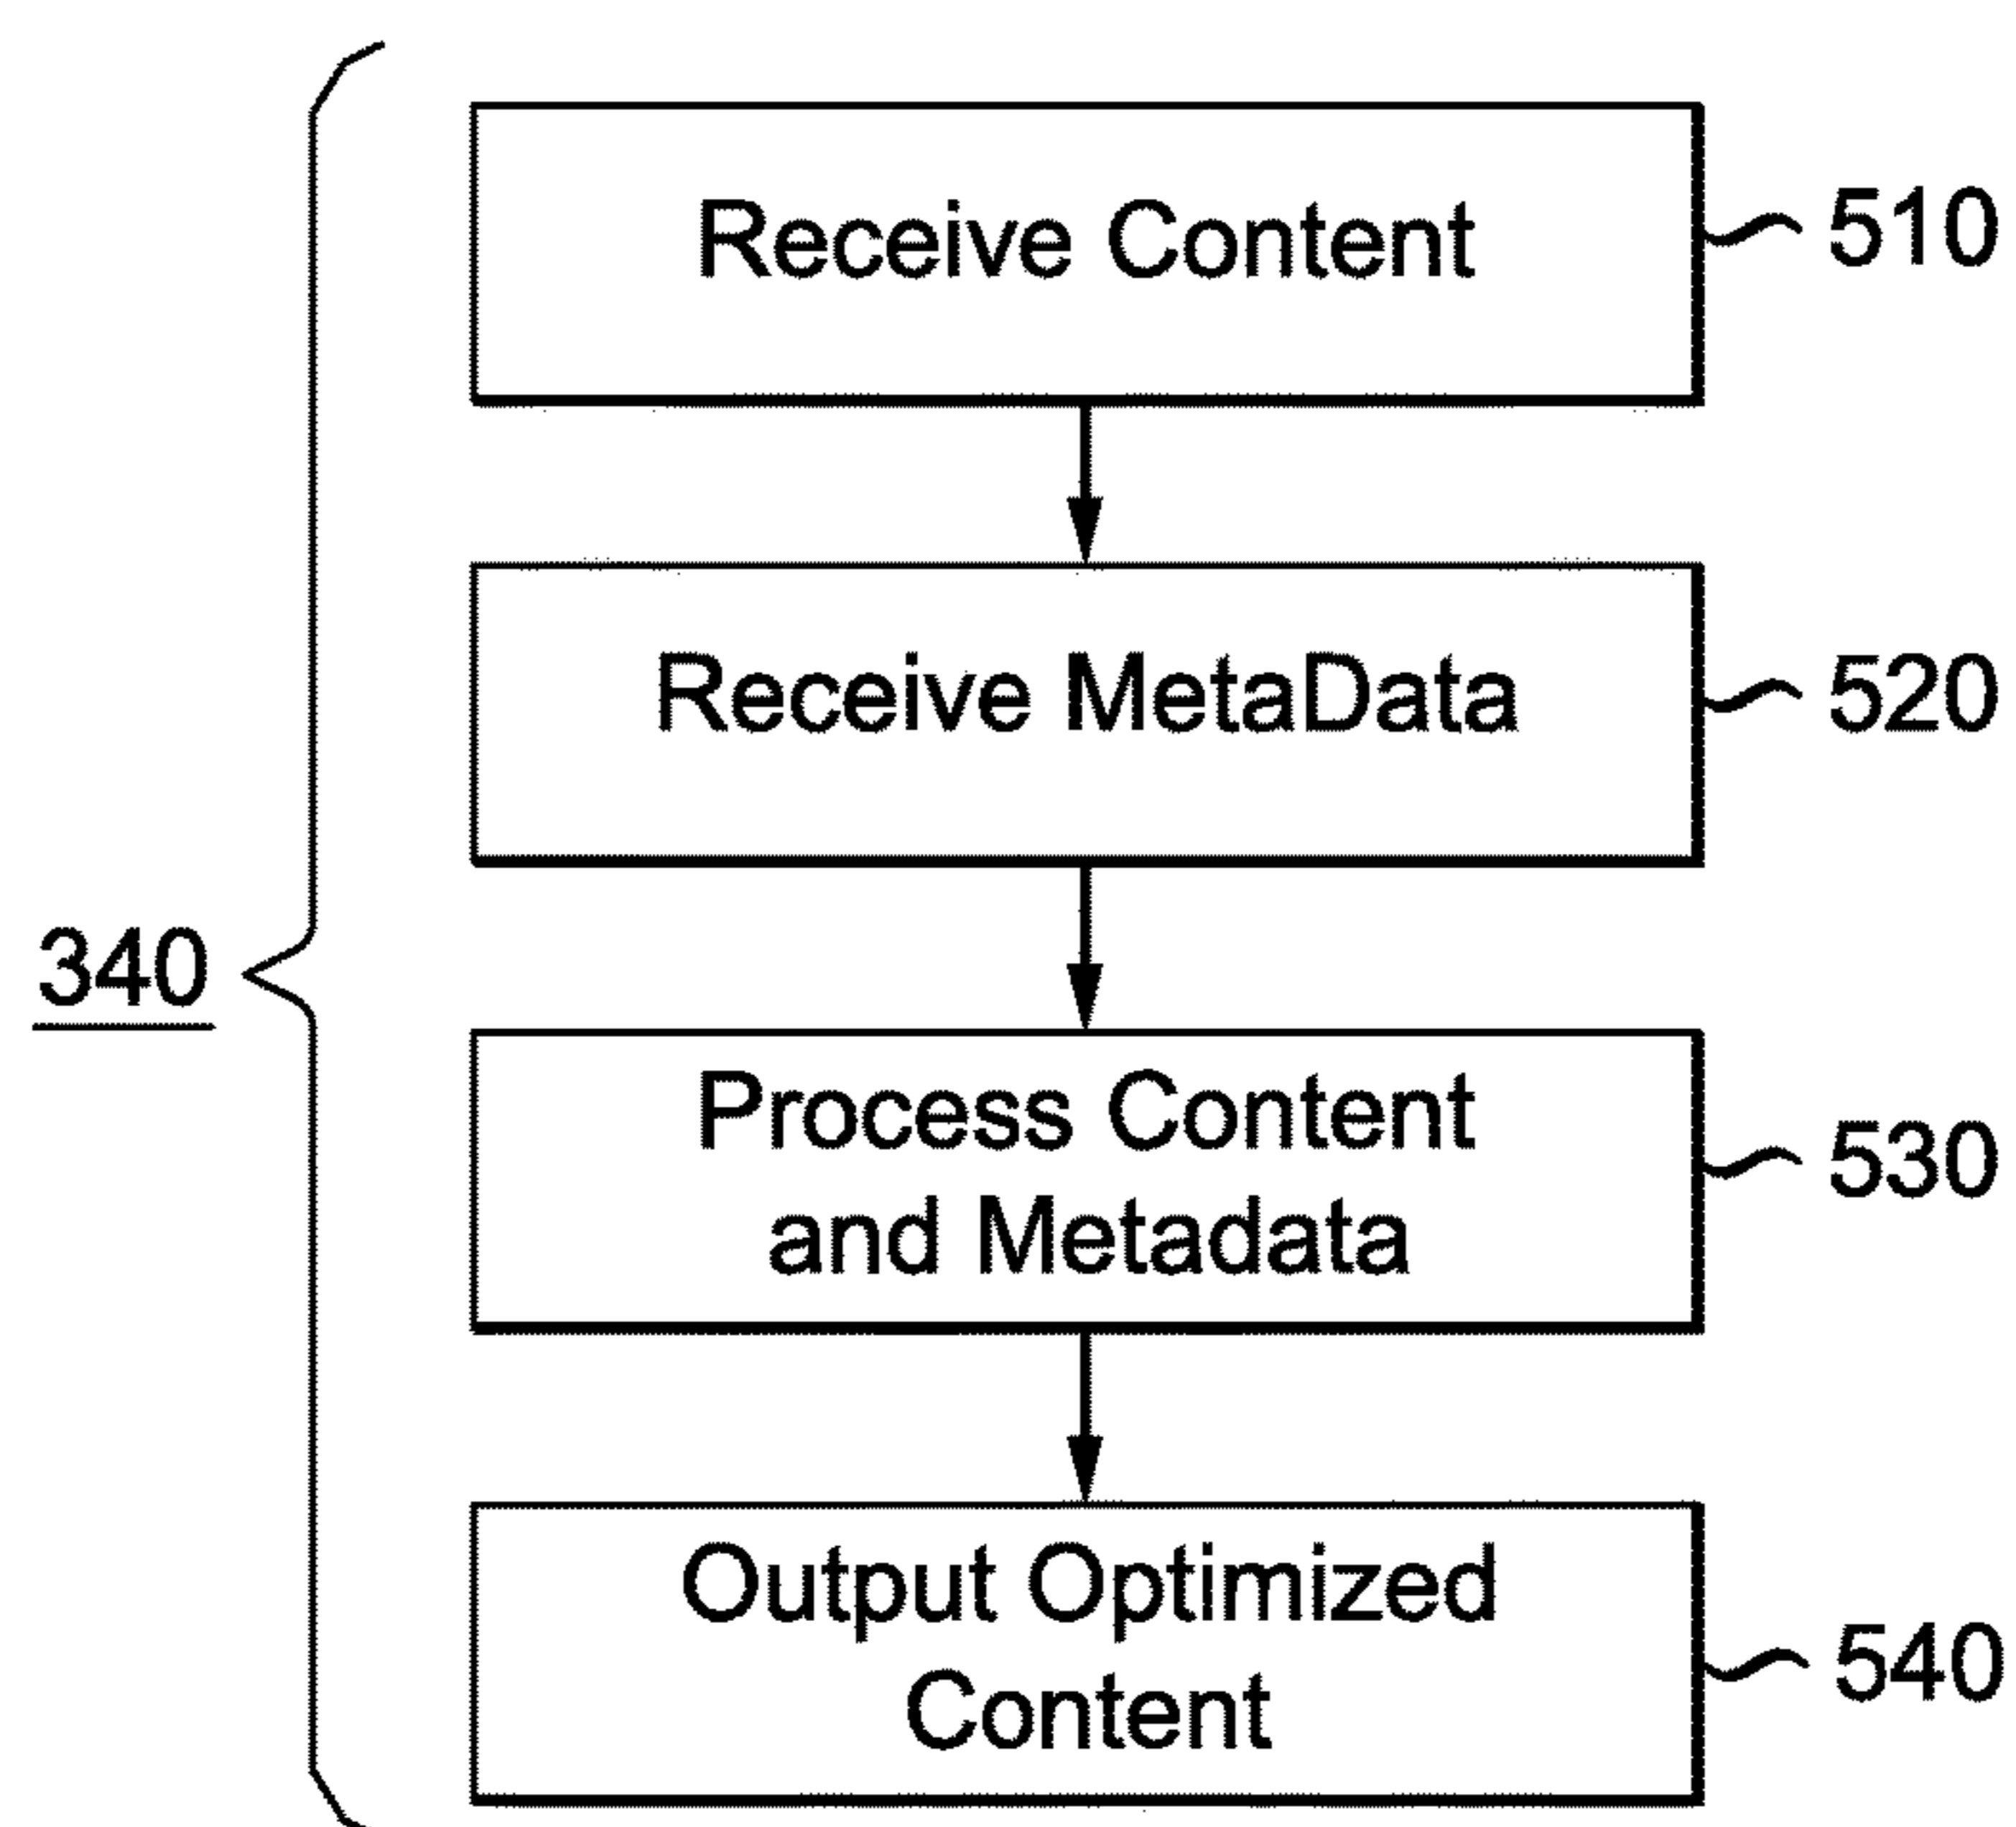 Receive Content
510
Receive MetaData
520
340
Process Content
and Metadata
530
Output Optimized
Content
540